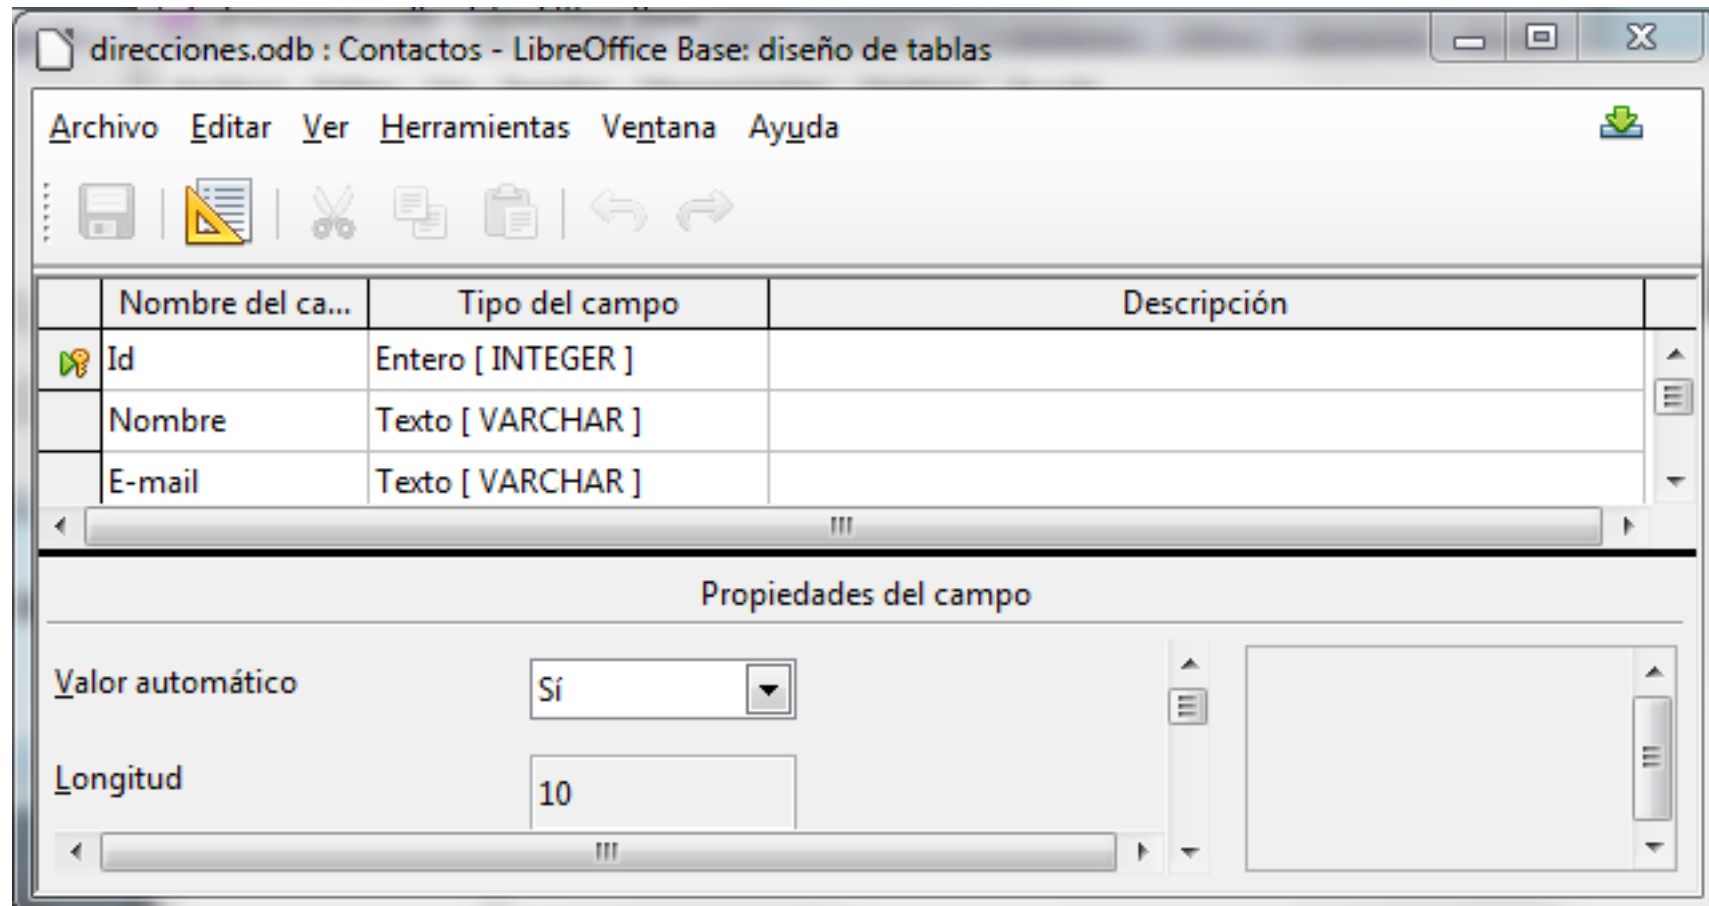 direcciones.odb : Contactos - LibreOffice Base: diseño de tablas
Archivo Editar Ver Herramientas Ventana Ayuda
Nombre del ca... Tipo del campo Descripción
Id Entero [ INTEGER ]
Nombre Texto [ VARCHAR ]
E-mail Texto [ VARCHAR ]
Propiedades del campo
Valor automático Sí
Longitud 10